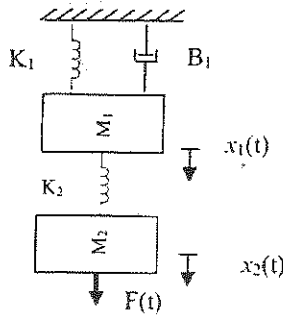 K₁ B₁
M₁
x₁(t)
K₂
M₂
x₂(t)
F(t)